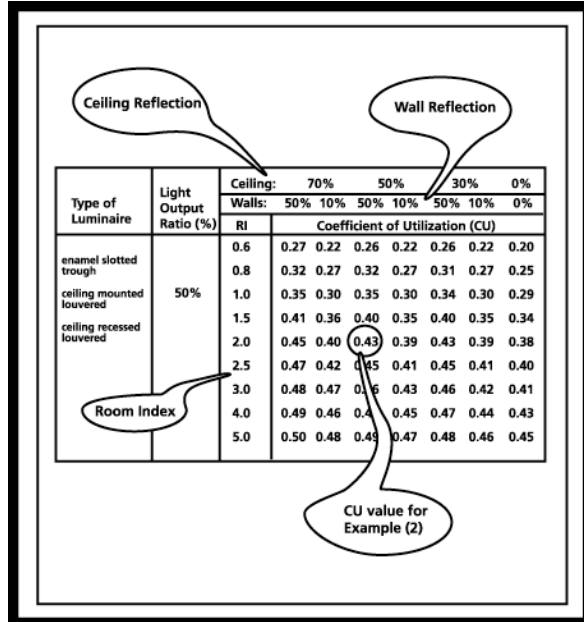 Ceiling Reflection
Wall Reflection
Type of
Luminaire
Light
Output
Ratio (%)
Ceiling: 70% 50% 30% 0%
Walls: 50% 10% 50% 10% 50% 10% 0%
RI Coefficient of Utilization (CU)
enamel slotted
trough
ceiling mounted
louvered
ceiling recessed
louvered
50%
0.6 0.27 0.22 0.26 0.22 0.26 0.22 0.20
0.8 0.32 0.27 0.32 0.27 0.31 0.27 0.25
1.0 0.35 0.30 0.35 0.30 0.34 0.30 0.29
1.5 0.41 0.36 0.40 0.35 0.40 0.35 0.34
2.0 0.45 0.40 0.43 0.39 0.43 0.39 0.38
2.5 0.47 0.42 0.45 0.41 0.45 0.41 0.40
3.0 0.48 0.47 0.43 0.46 0.42 0.41
4.0 0.49 0.46 0.45 0.47 0.44 0.43
5.0 0.50 0.48 0.49 0.47 0.48 0.46 0.45
Room Index
CU value for
Example (2)